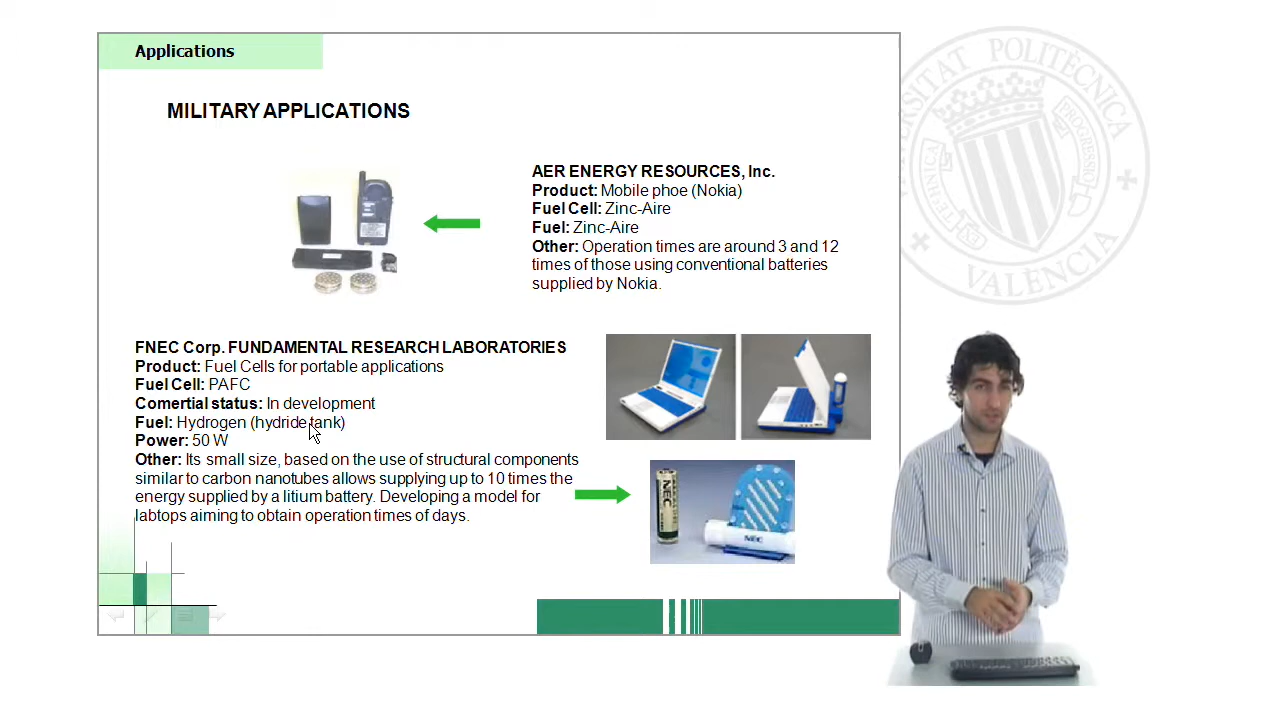 Applications
MILITARY APPLICATIONS
AER ENERGY RESOURCES, Inc.
Product: Mobile phoe (Nokia)
Fuel Cell: Zinc-Aire
Fuel: Zinc-Aire
Other: Operation times are around 3 and 12
times of those using conventional batteries
supplied by Nokia.
FNEC Corp. FUNDAMENTAL RESEARCH LABORATORIES
Product: Fuel Cells for portable applications
Fuel Cell: PAFC
Comertial status: In development
Fuel: Hydrogen (hydride tank)
Power: 50 W
Other: Its small size, based on the use of structural components
similar to carbon nanotubes allows supplying up to 10 times the
energy supplied by a litium battery. Developing a model for
labtops aiming to obtain operation times of days.
NEC
NEC
UNIVERSITAT POLITÈCNICA
VALÈNCIA